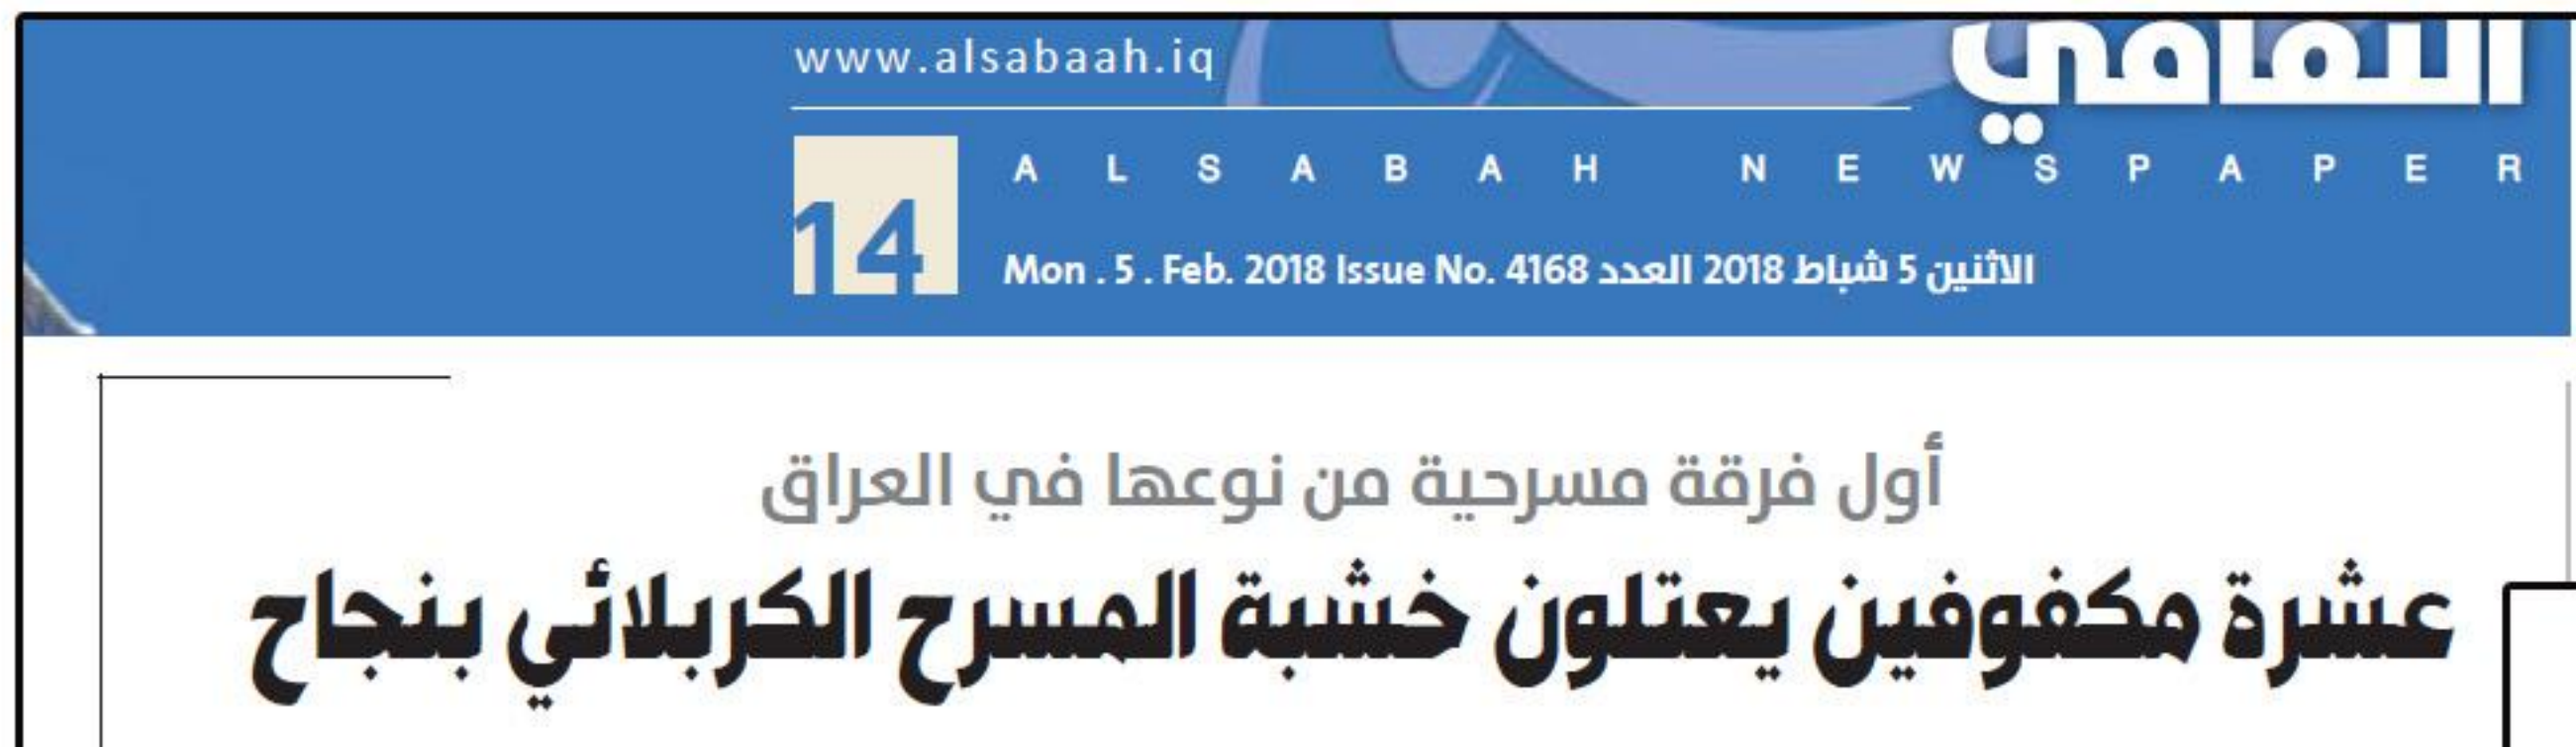 www.alsabaah.iq
الثقافي
14
ALSABAH NEWSPAPER
Mon . 5 . Feb. 2018 Issue No. 4168 الاثنين 5 شباط 2018 العدد
أول فرقة مسرحية من نوعها في العراق
عشرة مكفوفين يعتلون خشبة المسرح الكربلائي بنجاح